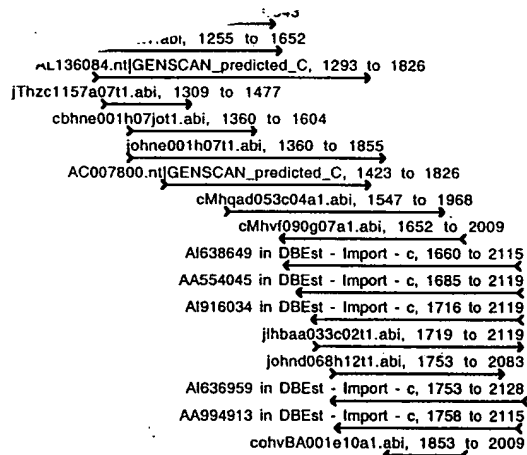 1255 to 1652
AL136084.nt|GENSCAN_predicted_C, 1293 to 1826
jThzc1157a07t1.abi, 1309 to 1477
cbhne001h07jot1.abi, 1360 to 1604
johne001h07t1.abi, 1360 to 1855
AC007800.nt|GENSCAN_predicted_C, 1423 to 1826
cMhqad053c04a1.abi, 1547 to 1968
cMhvf090g07a1.abi, 1652 to 2009
AI638649 in DBEst - Import - c, 1660 to 2115
AA554045 in DBEst - Import - c, 1685 to 2119
AI916034 in DBEst - Import - c, 1716 to 2119
jlhbaa033c02t1.abi, 1719 to 2119
johnd068h12t1.abi, 1753 to 2083
AI636959 in DBEst - Import - c, 1753 to 2128
AA994913 in DBEst - Import - c, 1758 to 2115
cohvBA001e10a1.abi, 1853 to 2009